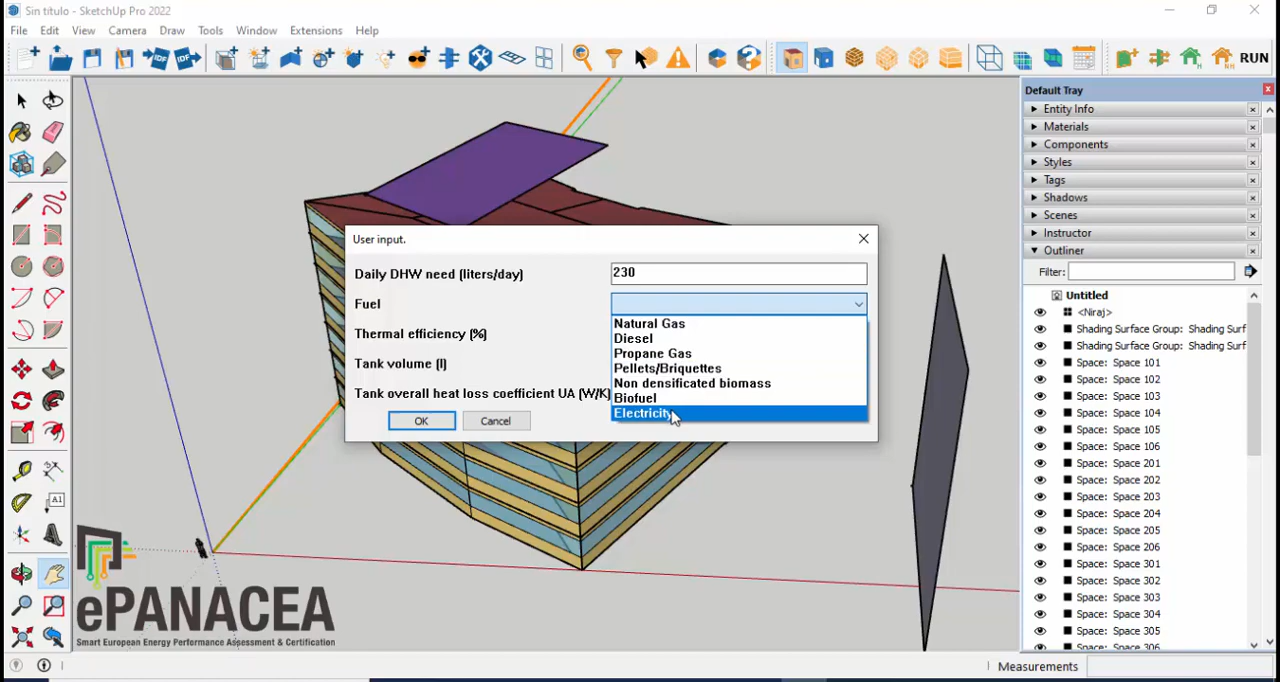 Sin título - SketchUp Pro 2022
File Edit View Camera Draw Tools Window Extensions Help
IDF IDF RUN
Default Tray
Entity Info
Materials
Components
Styles
Tags
Shadows
Scenes
Instructor
Outliner
Filter:
Untitled
<Niraj>
Shading Surface Group: Shading Surf
Shading Surface Group: Shading Surf
Space: Space 101
Space: Space 102
Space: Space 103
Space: Space 104
Space: Space 105
Space: Space 106
Space: Space 201
Space: Space 202
Space: Space 203
Space: Space 204
Space: Space 205
Space: Space 206
Space: Space 301
Space: Space 302
Space: Space 303
Space: Space 304
Space: Space 305
Space: Space 306
User input.
Daily DHW need (liters/day) 230
Fuel
Thermal efficiency (%)
Tank volume (l)
Tank overall heat loss coefficient UA (W/K)
Natural Gas
Diesel
Propane Gas
Pellets/Briquettes
Non densificated biomass
Biofuel
Electricity
OK Cancel
A1
ePANACEA
Smart European Energy Performance Assessment & Certification
Measurements